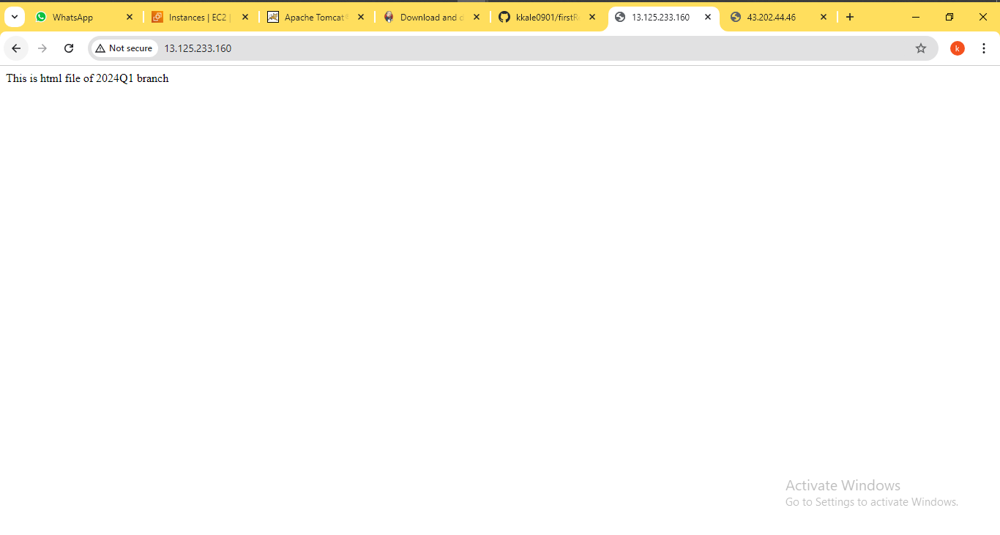 WhatsApp
Instances | EC2 |
Apache Tomcat®
Download and d
kkale0901/firstR
13.125.233.160
43.202.44.46
Not secure
13.125.233.160
k
This is html file of 2024Q1 branch
Activate Windows
Go to Settings to activate Windows.